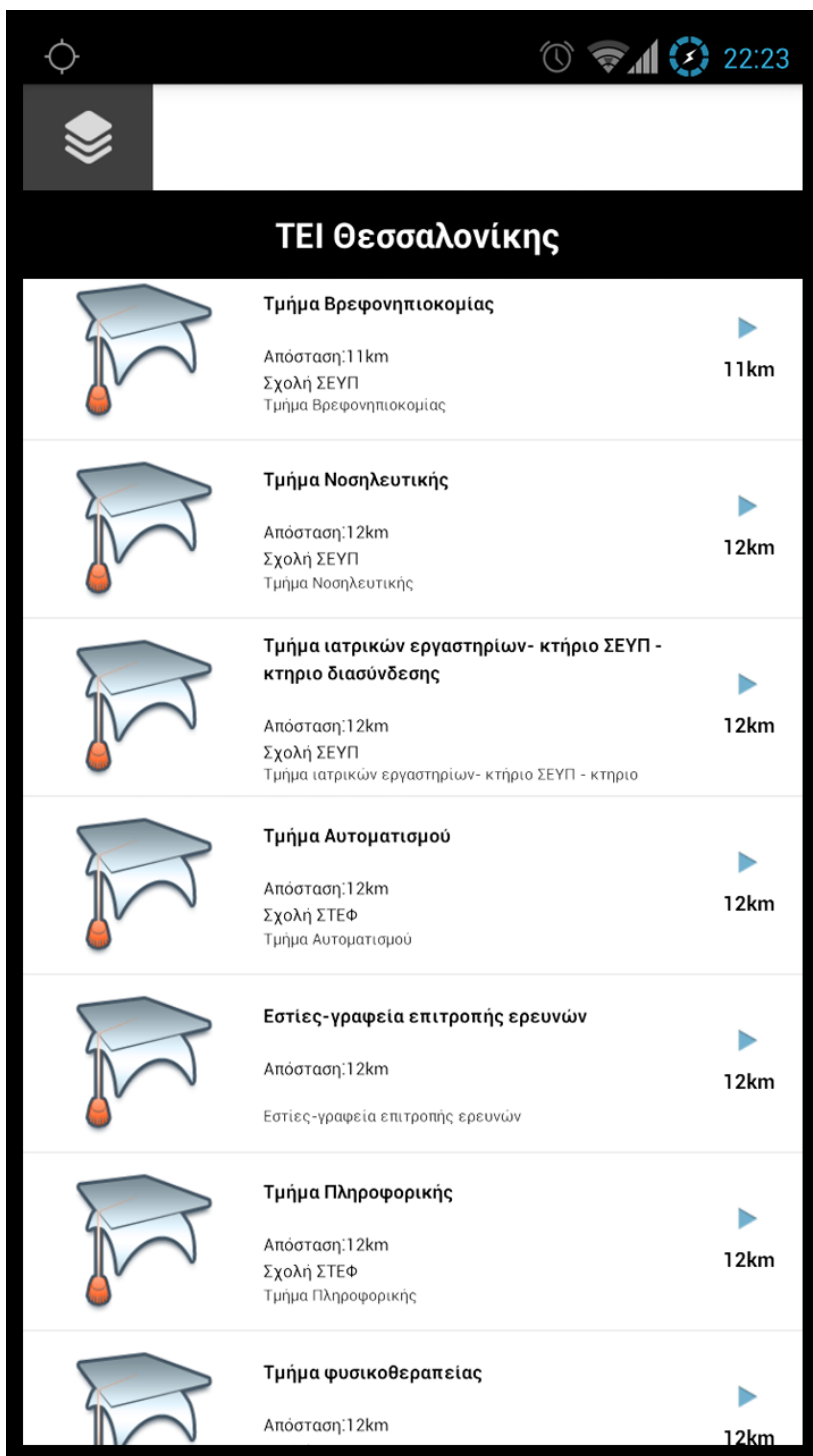 22:23
ΤΕΙ Θεσσαλονίκης
Τμήμα Βρεφονηπιοκομίας
Απόσταση:11km
Σχολή ΣΕΥΠ
Τμήμα Βρεφονηπιοκομίας
11km
Τμήμα Νοσηλευτικής
Απόσταση:12km
Σχολή ΣΕΥΠ
Τμήμα Νοσηλευτικής
12km
Τμήμα ιατρικών εργαστηρίων- κτήριο ΣΕΥΠ -
κτηριο διασύνδεσης
Απόσταση:12km
Σχολή ΣΕΥΠ
Τμήμα ιατρικών εργαστηρίων- κτήριο ΣΕΥΠ - κτηριο
12km
Τμήμα Αυτοματισμού
Απόσταση:12km
Σχολή ΣΤΕΦ
Τμήμα Αυτοματισμού
12km
Εστίες-γραφεία επιτροπής ερευνών
Απόσταση:12km
Εστίες-γραφεία επιτροπής ερευνών
12km
Τμήμα Πληροφορικής
Απόσταση:12km
Σχολή ΣΤΕΦ
Τμήμα Πληροφορικής
12km
Τμήμα φυσικοθεραπείας
Απόσταση:12km
12km